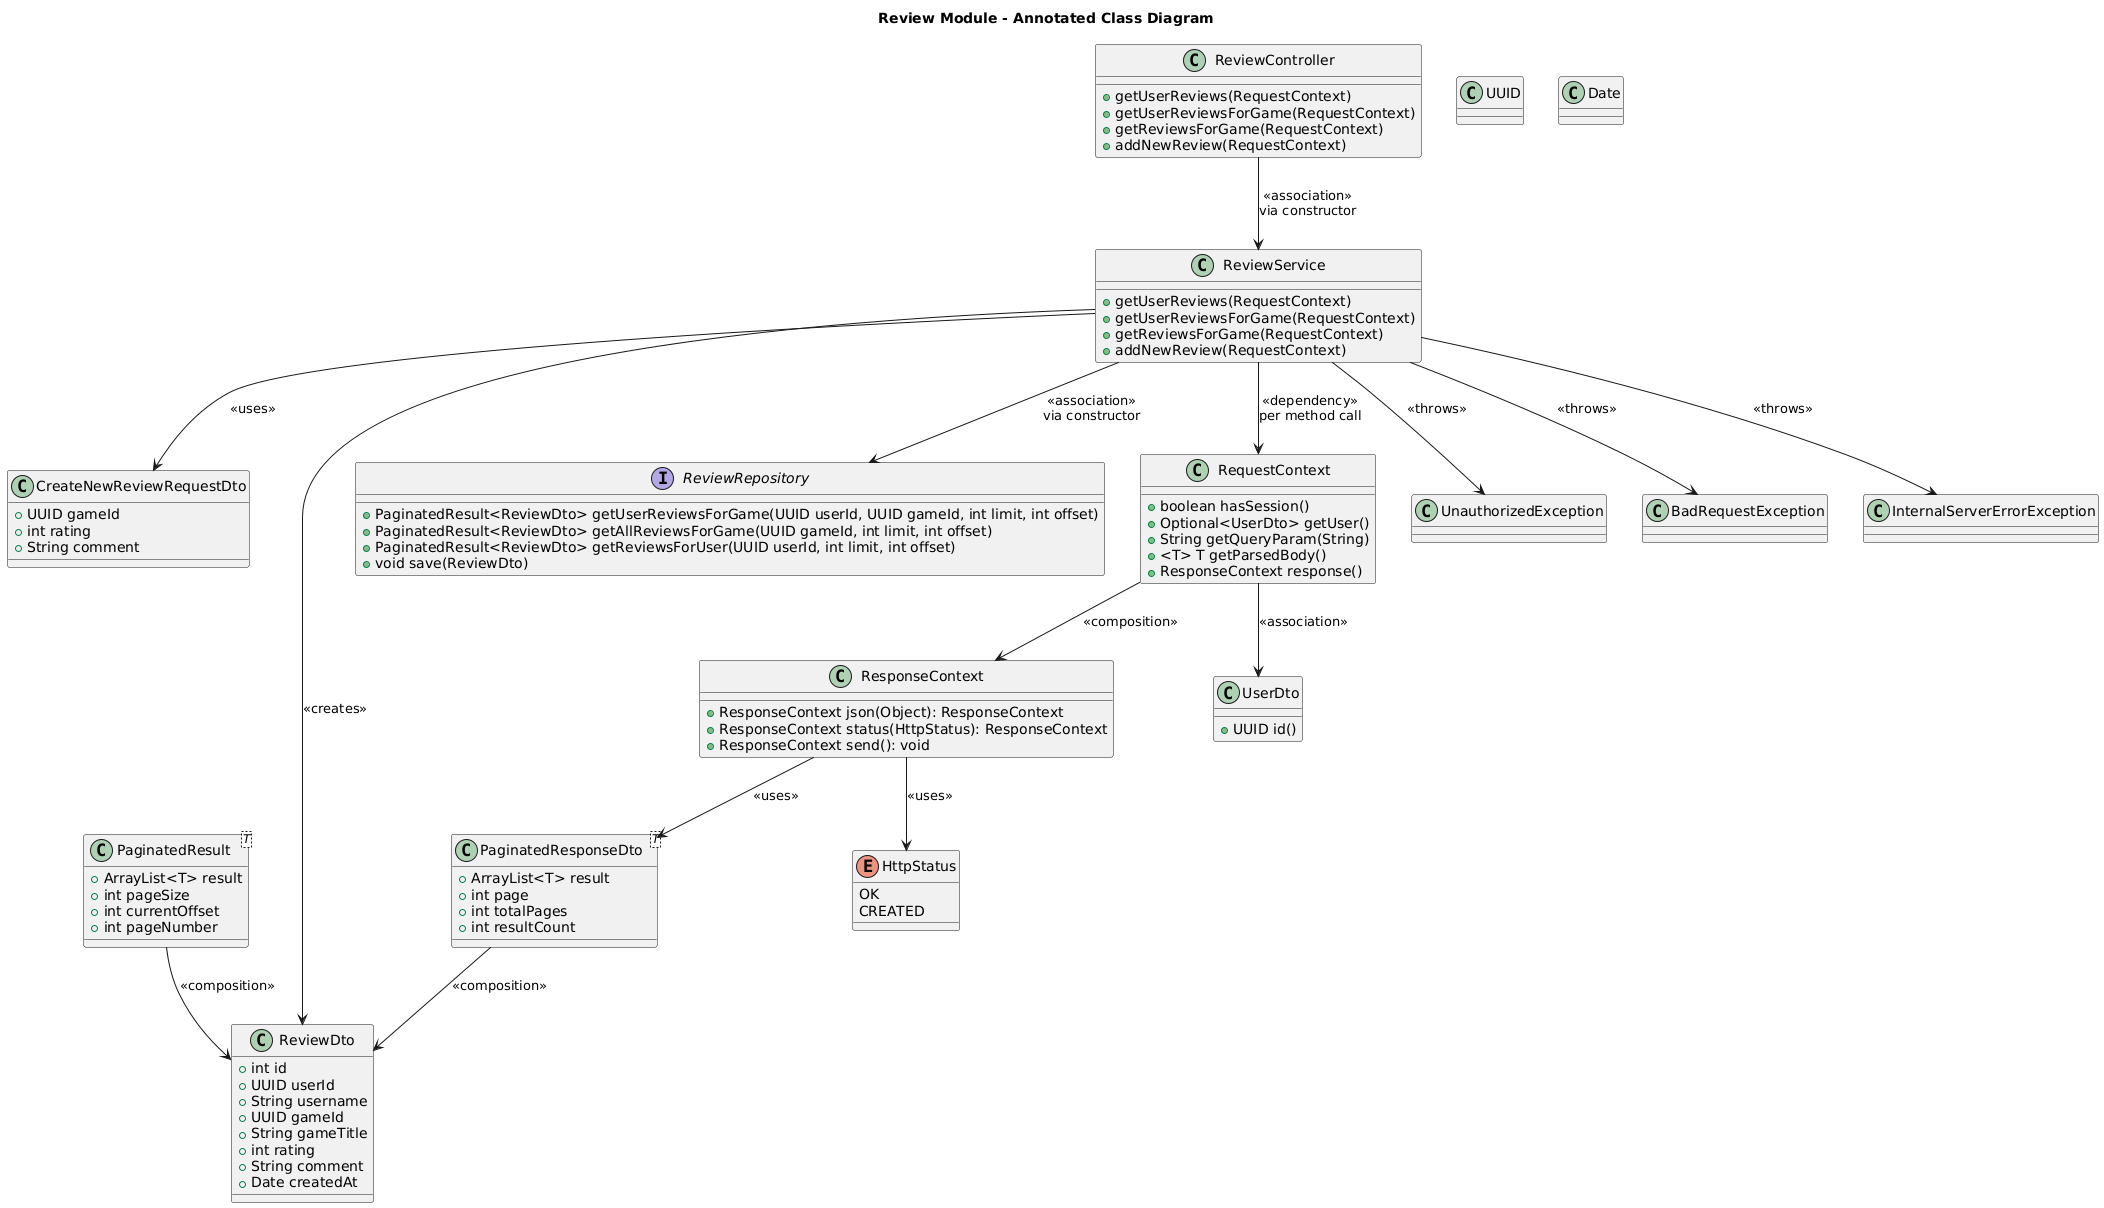 Review Module - Annotated Class Diagram
C ReviewController
getUserReviews(RequestContext)
getUserReviewsForGame(RequestContext)
getReviewsForGame(RequestContext)
addNewReview(RequestContext)
C UUID
C Date
«association»
via constructor
C ReviewService
getUserReviews(RequestContext)
getUserReviewsForGame(RequestContext)
getReviewsForGame(RequestContext)
addNewReview(RequestContext)
«uses»
«association»
via constructor
«dependency»
per method call
«throws»
«throws»
«throws»
C CreateNewReviewRequestDto
UUID gameId
int rating
String comment
I ReviewRepository
PaginatedResult<ReviewDto> getUserReviewsForGame(UUID userId, UUID gameId, int limit, int offset)
PaginatedResult<ReviewDto> getAllReviewsForGame(UUID gameId, int limit, int offset)
PaginatedResult<ReviewDto> getReviewsForUser(UUID userId, int limit, int offset)
void save(ReviewDto)
C RequestContext
boolean hasSession()
Optional<UserDto> getUser()
String getQueryParam(String)
<T> T getParsedBody()
ResponseContext response()
C UnauthorizedException
C BadRequestException
C InternalServerErrorException
«composition»
«association»
«creates»
C ResponseContext
ResponseContext json(Object): ResponseContext
ResponseContext status(HttpStatus): ResponseContext
ResponseContext send(): void
C UserDto
UUID id()
«uses»
«uses»
C PaginatedResult T
ArrayList<T> result
int pageSize
int currentOffset
int pageNumber
C PaginatedResponseDto T
ArrayList<T> result
int page
int totalPages
int resultCount
E HttpStatus
OK
CREATED
«composition»
«composition»
C ReviewDto
int id
UUID userId
String username
UUID gameId
String gameTitle
int rating
String comment
Date createdAt